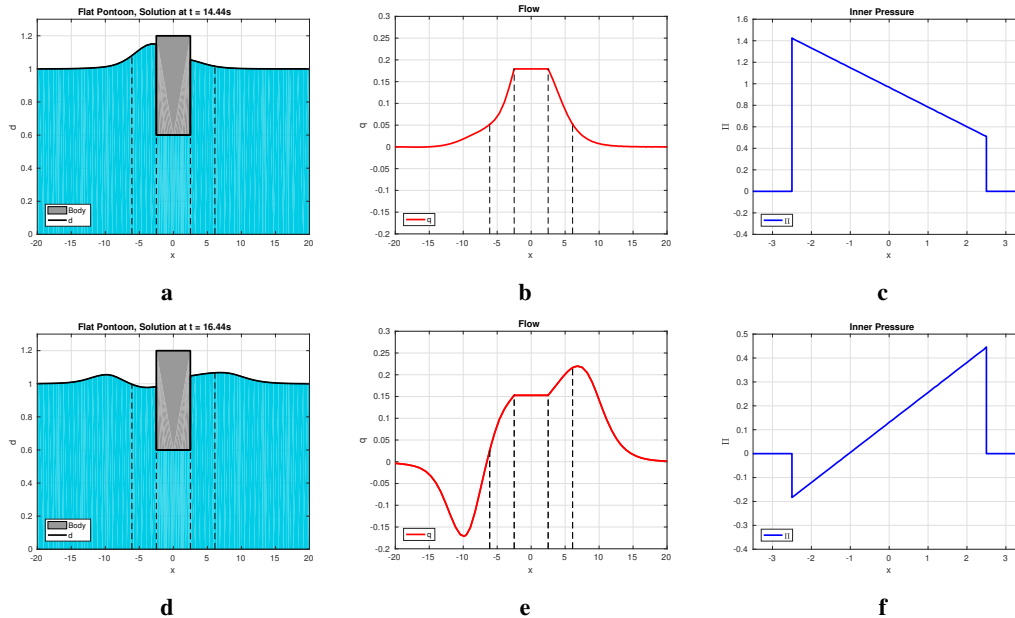 Flat Pontoon, Solution at t = 14.44s
1.2
1
0.8
0.6
0.4
0.2
0
d
-20 -15 -10 -5 0 5 10 15 20
x
Body
d
a
Flow
0.3
0.25
0.2
0.15
0.1
0.05
0
-0.05
-0.1
-0.15
-0.2
q
-20 -15 -10 -5 0 5 10 15 20
x
q
b
Inner Pressure
1.6
1.4
1.2
1
0.8
0.6
0.4
0.2
0
-0.2
-0.4
Π
-3 -2 -1 0 1 2 3
x
Π
c
Flat Pontoon, Solution at t = 16.44s
1.2
1
0.8
0.6
0.4
0.2
0
d
-20 -15 -10 -5 0 5 10 15 20
x
Body
d
d
Flow
0.3
0.25
0.2
0.15
0.1
0.05
0
-0.05
-0.1
-0.15
-0.2
q
-20 -15 -10 -5 0 5 10 15 20
x
q
e
Inner Pressure
0.5
0.4
0.3
0.2
0.1
0
-0.1
-0.2
-0.3
-0.4
Π
-3 -2 -1 0 1 2 3
x
Π
f